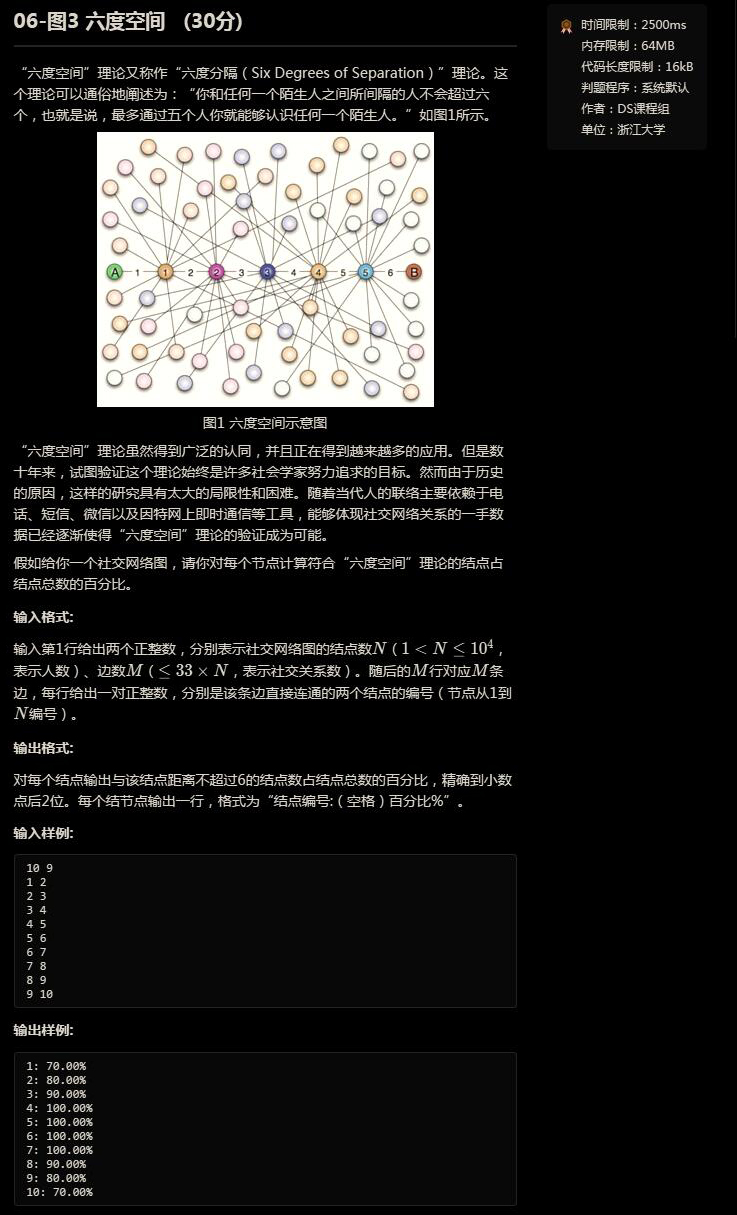 06-图3 六度空间 (30分)
时间限制：2500ms
内存限制：64MB
代码长度限制：16kB
判题程序：系统默认
作者：DS课程组
单位：浙江大学
“六度空间”理论又称作“六度分隔（Six Degrees of Separation）”理论。这
个理论可以通俗地阐述为：“你和任何一个陌生人之间所间隔的人不会超过六
个，也就是说，最多通过五个人你就能够认识任何一个陌生人。”如图1所示。
A 1 1 2 2 3 3 4 4 5 5 6 B
图1 六度空间示意图
“六度空间”理论虽然得到广泛的认同，并且正在得到越来越多的应用。但是数
十年来，试图验证这个理论始终是许多社会学家努力追求的目标。然而由于历史
的原因，这样的研究具有太大的局限性和困难。随着当代人的联络主要依赖于电
话、短信、微信以及因特网上即时通信等工具，能够体现社交网络关系的一手数
据已经逐渐使得“六度空间”理论的验证成为可能。
假如给你一个社交网络图，请你对每个节点计算符合“六度空间”理论的结点占
结点总数的百分比。
输入格式:
输入第1行给出两个正整数，分别表示社交网络图的结点数N（1 < N ≤ 10⁴，
表示人数）、边数M（≤ 33 × N，表示社交关系数）。随后的M行对应M条
边，每行给出一对正整数，分别是该条边直接连通的两个结点的编号（节点从1到
N编号）。
输出格式:
对每个结点输出与该结点距离不超过6的结点数占结点总数的百分比，精确到小数
点后2位。每个结节点输出一行，格式为“结点编号:（空格）百分比%”。
输入样例:
10 9
1 2
2 3
3 4
4 5
5 6
6 7
7 8
8 9
9 10
输出样例:
1: 70.00%
2: 80.00%
3: 90.00%
4: 100.00%
5: 100.00%
6: 100.00%
7: 100.00%
8: 90.00%
9: 80.00%
10: 70.00%